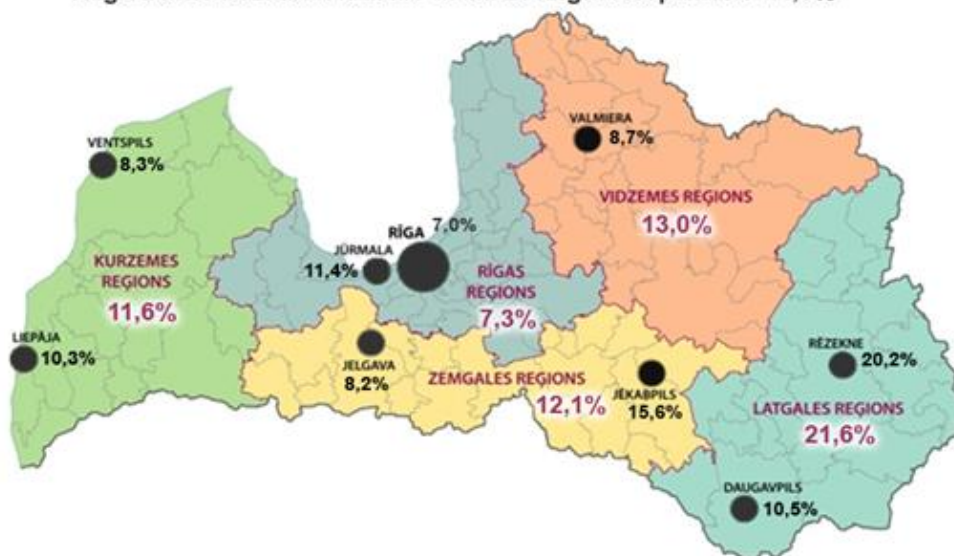 VALMIERA
8,7%
VENTSPILS
8,3%
VIDZEMES REĢIONS
13,0%
RĪGA
7.0%
JŪRMALA
11,4%
KURZEMES
REĢIONS
11,6%
RĪGAS
REĢIONS
7,3%
LIEPĀJA
10,3%
JELGAVA
8,2%
ZEMGALES REĢIONS
12,1%
JĒKABPILS
15,6%
RĒZEKNE
20,2%
LATGALES REĢIONS
21,6%
DAUGAVPILS
10,5%